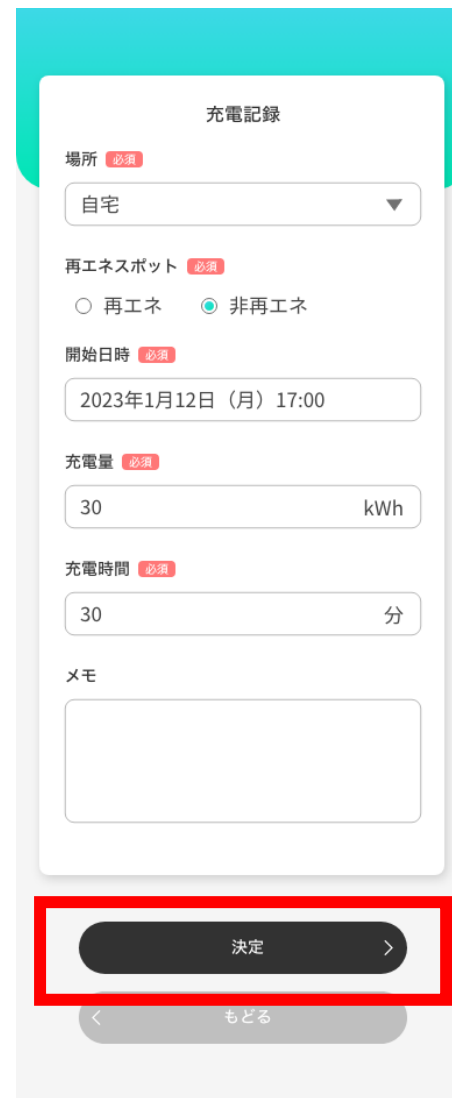 充電記録
場所 必須
自宅
再エネスポット 必須
再エネ 非再エネ
開始日時 必須
2023年1月12日（月）17:00
充電量 必須
30 kWh
充電時間 必須
30 分
メモ
決定
もどる